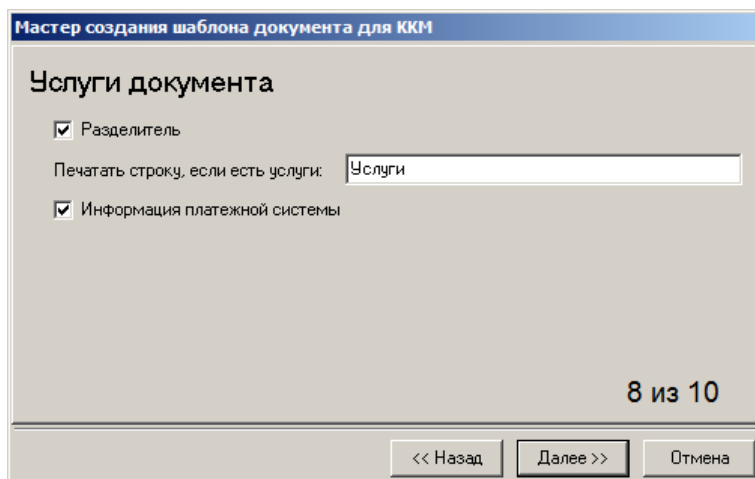 Мастер создания шаблона документа для ККМ
Услуги документа
Разделитель
Печатать строку, если есть услуги: Услуги
Информация платежной системы
8 из 10
<< Назад Далее >> Отмена